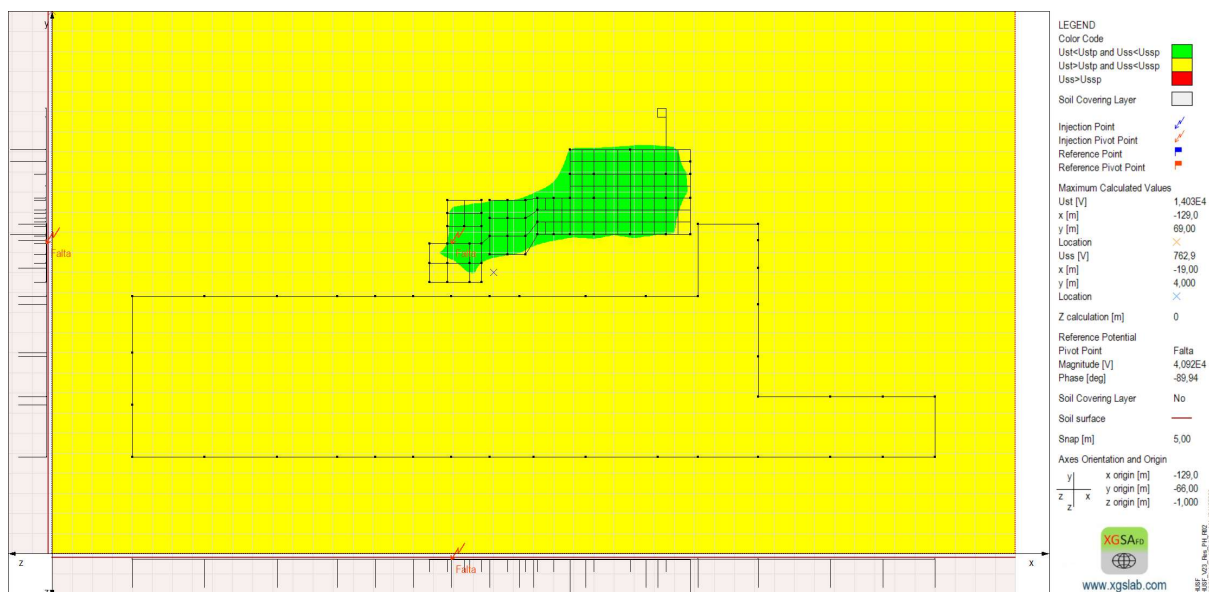 y
Falta
Falta
z
x
Falta
z
LEGEND
Color Code
Ust<Ustp and Uss<Ussp
Ust>Ustp and Uss<Ussp
Uss>Ussp
Soil Covering Layer
Injection Point
Injection Pivot Point
Reference Point
Reference Pivot Point
Maximum Calculated Values
Ust [V] 1,403E4
x [m] -129,0
y [m] 69,00
Location
Uss [V] 762,9
x [m] -19,00
y [m] 4,000
Location
Z calculation [m] 0
Reference Potential
Pivot Point Falta
Magnitude [V] 4,092E4
Phase [deg] -89,94
Soil Covering Layer No
Soil surface
Snap [m] 5,00
Axes Orientation and Origin
y x origin [m] -129,0
z x y origin [m] -66,00
z z origin [m] -1,000
XGSA FD
www.xgslab.com